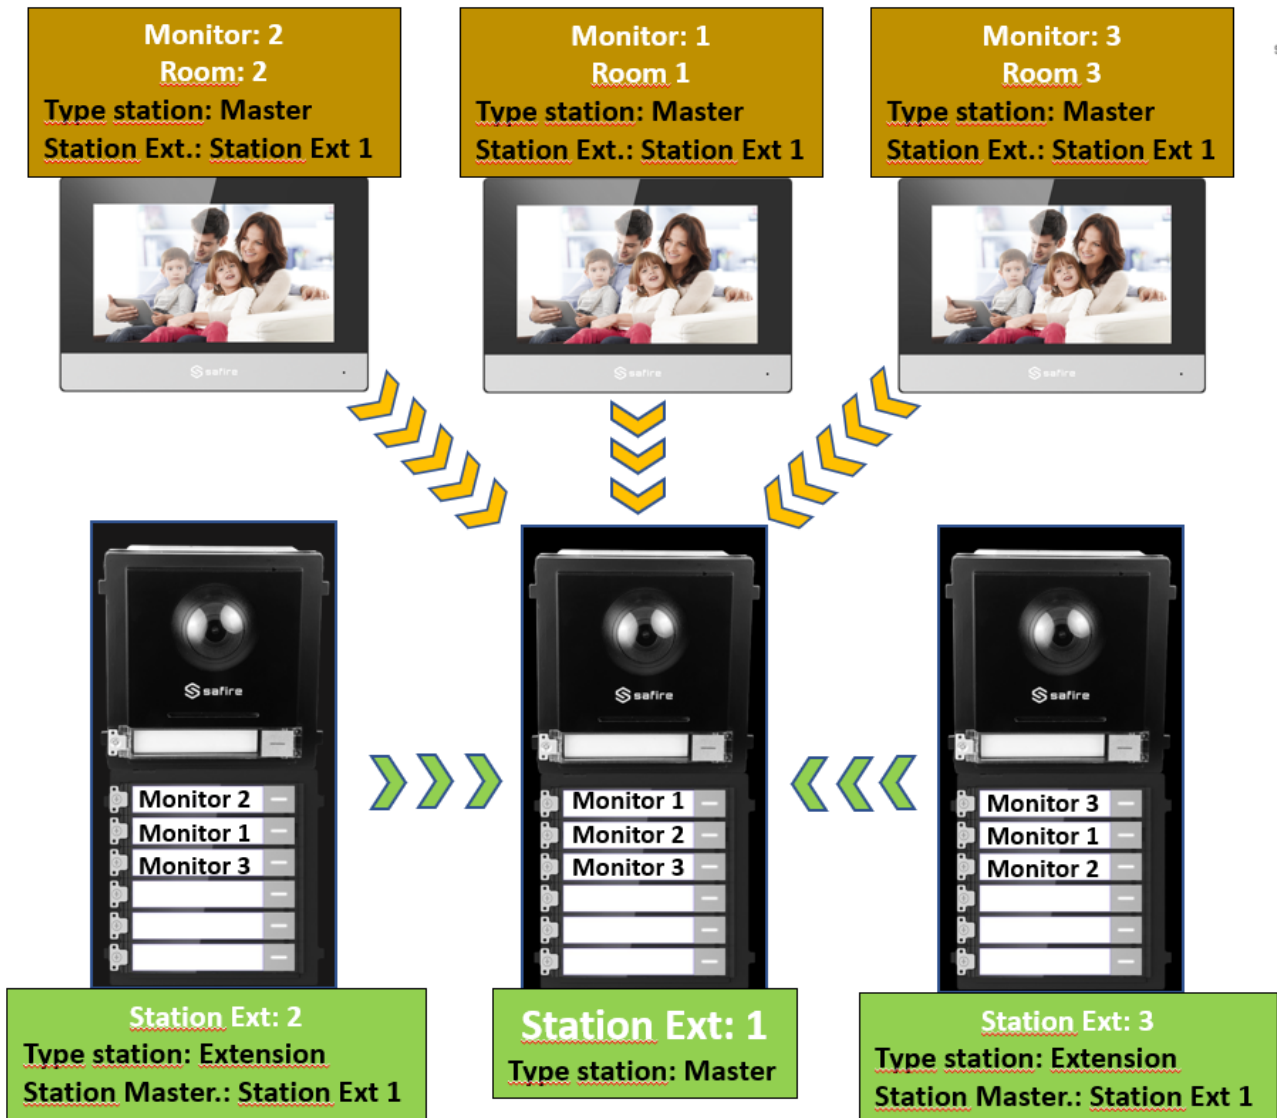 Monitor: 2
Room: 2
Type station: Master
Station Ext.: Station Ext 1
Monitor: 1
Room 1
Type station: Master
Station Ext.: Station Ext 1
Monitor: 3
Room 3
Type station: Master
Station Ext.: Station Ext 1
safire
safire
safire
safire
Monitor 2
Monitor 1
Monitor 3
safire
Monitor 1
Monitor 2
Monitor 3
safire
Monitor 3
Monitor 1
Monitor 2
Station Ext: 2
Type station: Extension
Station Master.: Station Ext 1
Station Ext: 1
Type station: Master
Station Ext: 3
Type station: Extension
Station Master.: Station Ext 1